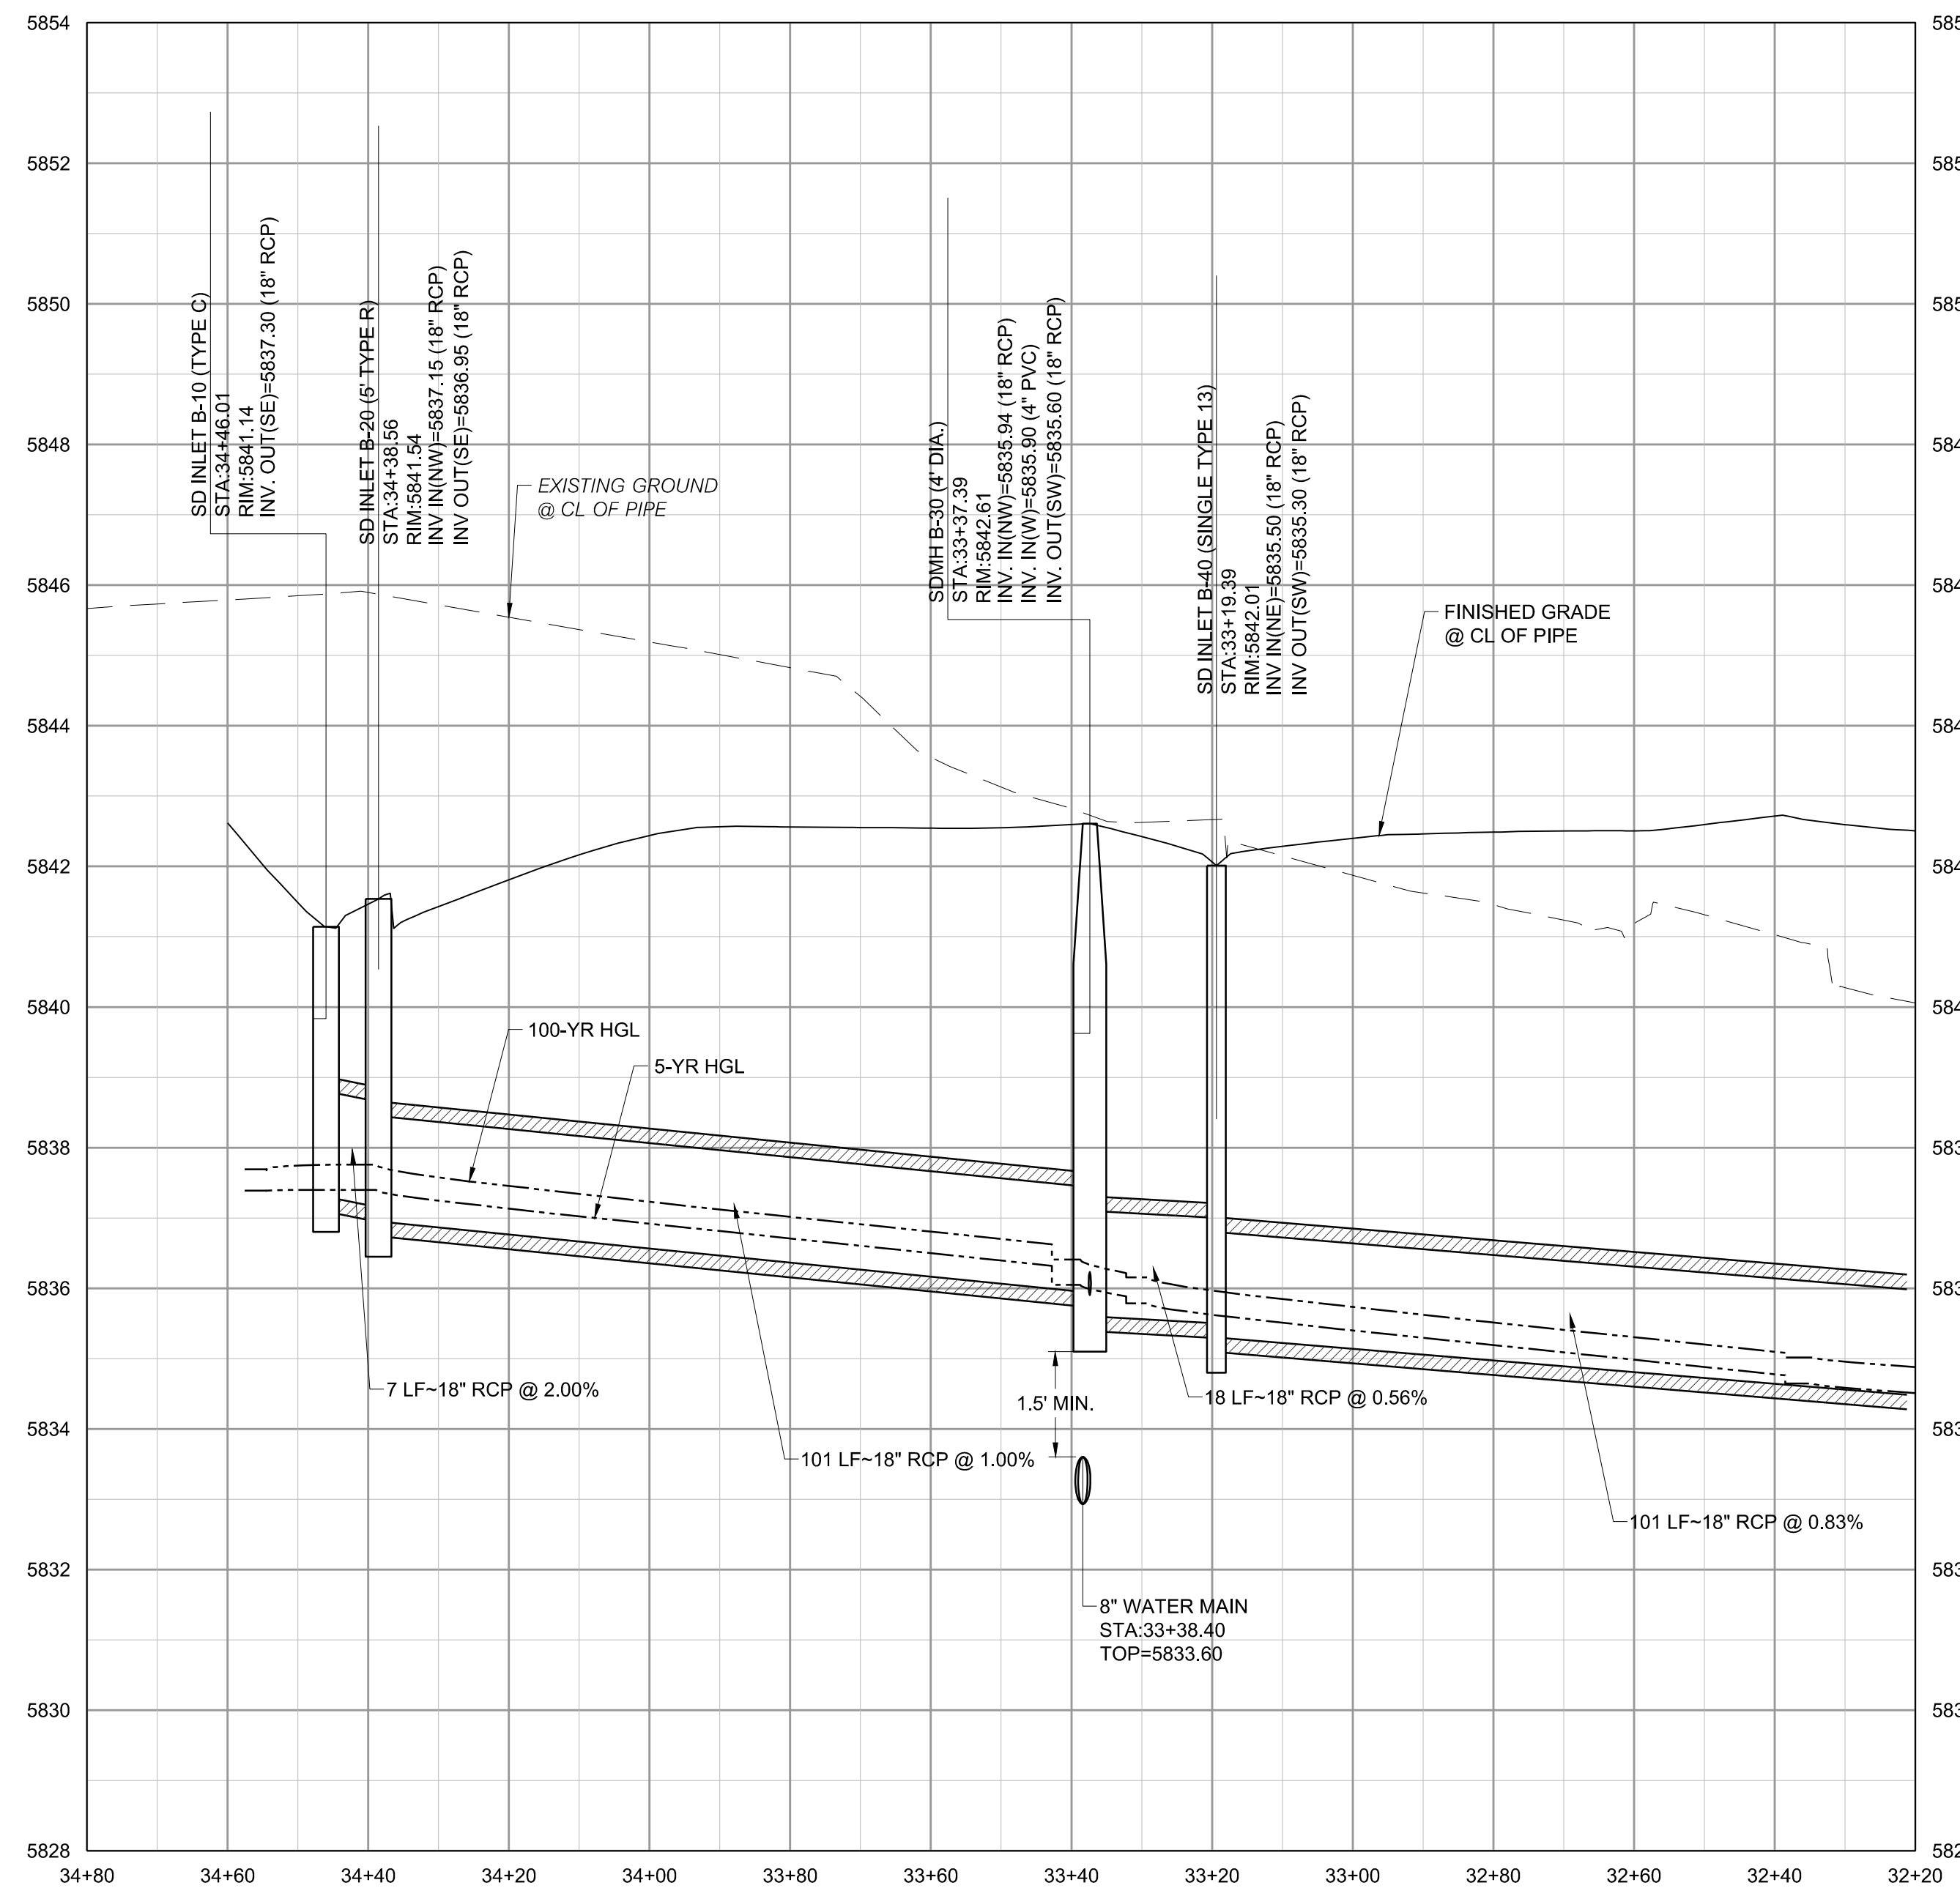 5854
5852
5850
5848
5846
5844
5842
5840
5838
5836
5834
5832
5830
5828
SD INLET B-10 (TYPE C)
STA:34+46.01
RIM:5841.14
INV. OUT(SE)=5837.30 (18" RCP)
SD INLET B-20 (5' TYPE R)
STA:34+38.56
RIM:5841.54
INV IN(NW)=5837.15 (18" RCP)
INV OUT(SE)=5836.95 (18" RCP)
EXISTING GROUND
@ CL OF PIPE
SDMH B-30 (4' DIA.)
STA:33+37.39
RIM:5842.61
INV. IN(NW)=5835.94 (18" RCP)
INV. IN(W)=5835.90 (4" PVC)
INV. OUT(SW)=5835.60 (18" RCP)
SD INLET B-40 (SINGLE TYPE 13)
STA:33+19.39
RIM:5842.01
INV IN(NE)=5835.50 (18" RCP)
INV OUT(SW)=5835.30 (18" RCP)
FINISHED GRADE
@ CL OF PIPE
100-YR HGL
5-YR HGL
7 LF~18" RCP @ 2.00%
101 LF~18" RCP @ 1.00%
1.5' MIN.
18 LF~18" RCP @ 0.56%
101 LF~18" RCP @ 0.83%
8" WATER MAIN
STA:33+38.40
TOP=5833.60
34+80 34+60 34+40 34+20 34+00 33+80 33+60 33+40 33+20 33+00 32+80 32+60 32+40 32+20